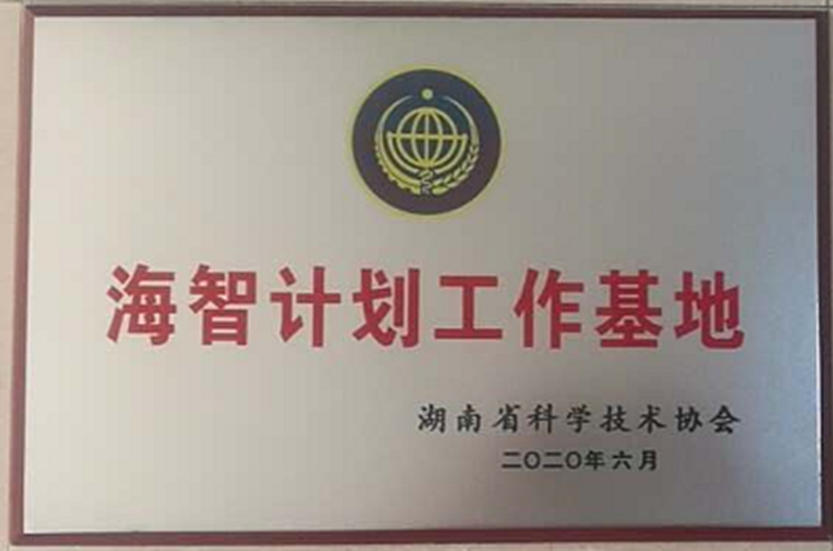 海智计划工作基地
湖南省科学技术协会
二〇二〇年六月